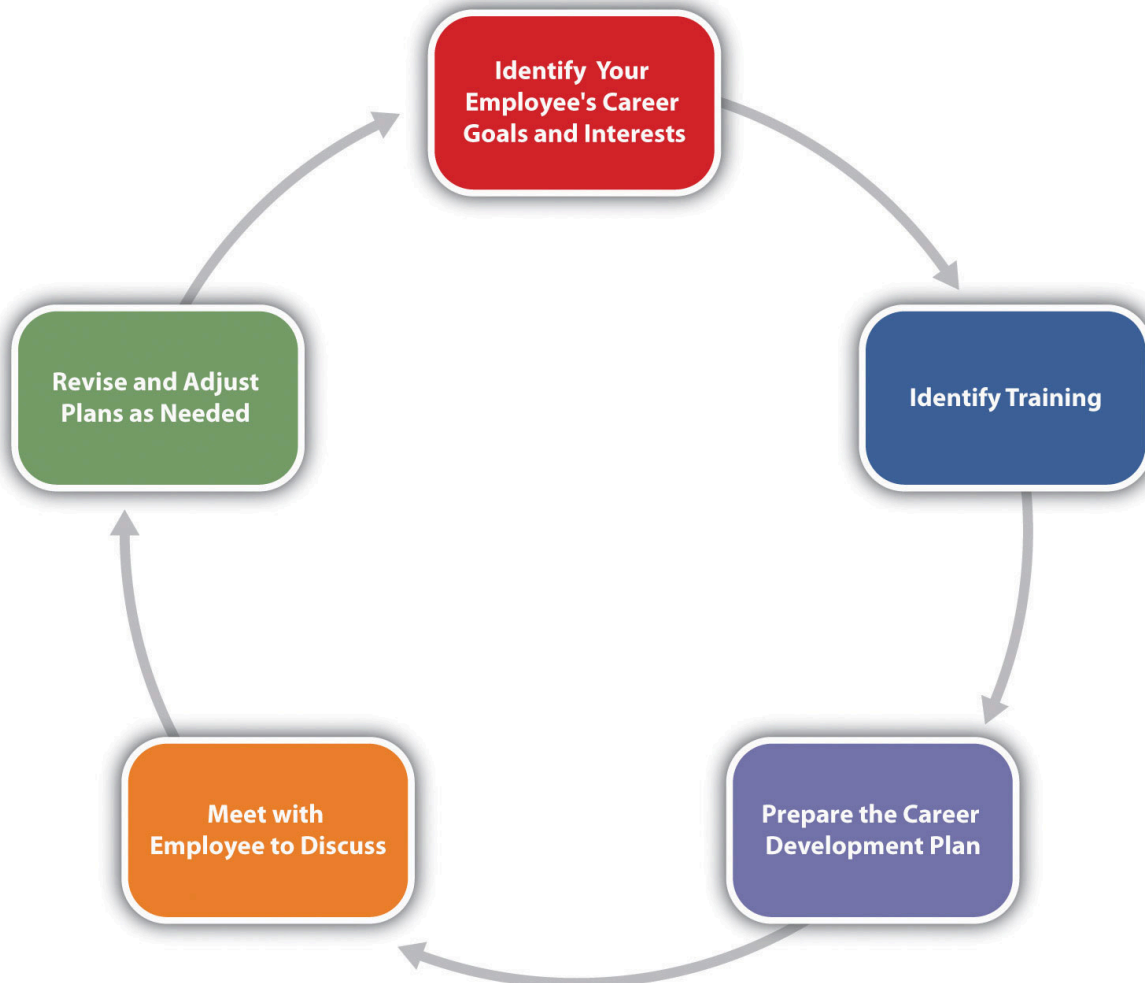 Identify Your
Employee's Career
Goals and Interests
Identify Training
Prepare the Career
Development Plan
Meet with
Employee to Discuss
Revise and Adjust
Plans as Needed